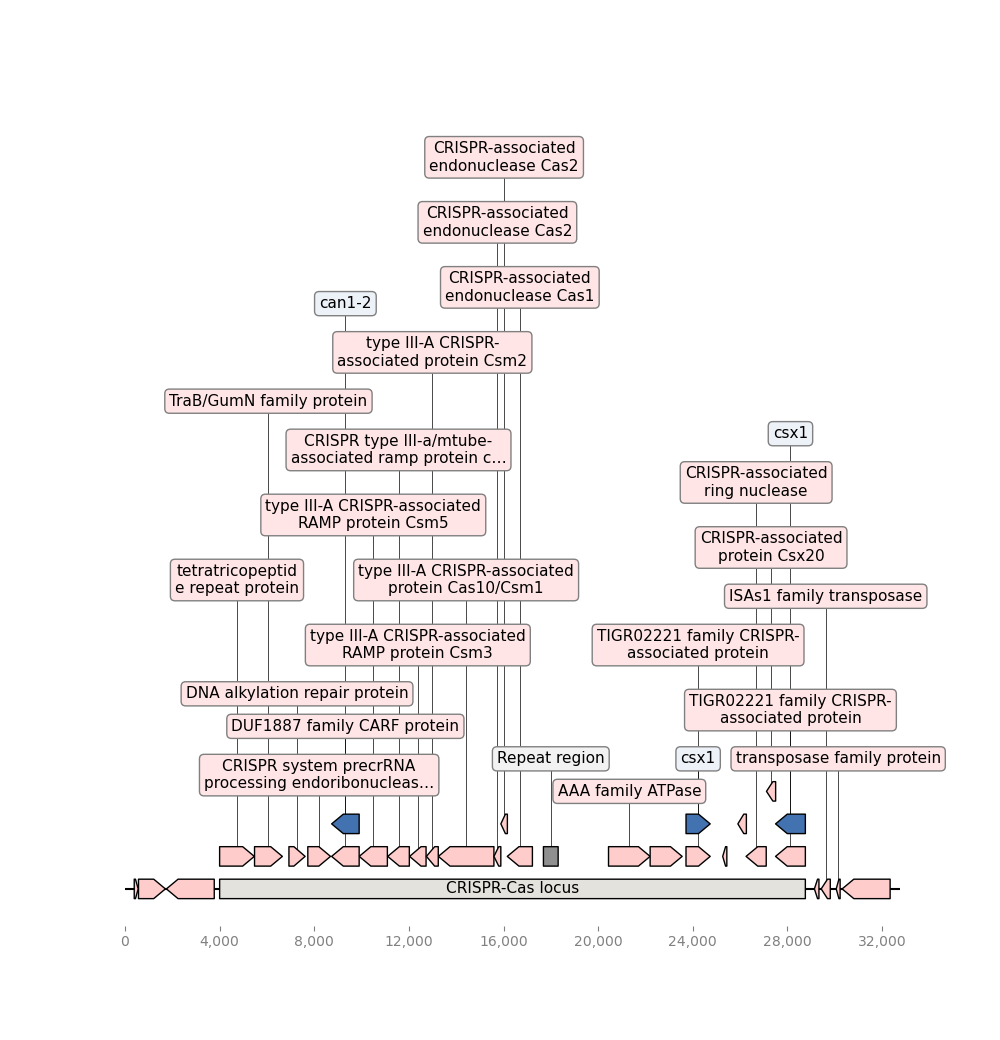 CRISPR-associated
endonuclease Cas2
CRISPR-associated
endonuclease Cas2
CRISPR-associated
endonuclease Cas1
can1-2
type III-A CRISPR-
associated protein Csm2
TraB/GumN family protein
CRISPR type III-a/mtube-
associated ramp protein c…
csx1
CRISPR-associated
ring nuclease
type III-A CRISPR-associated
RAMP protein Csm5
CRISPR-associated
protein Csx20
tetratricopeptid
e repeat protein
type III-A CRISPR-associated
protein Cas10/Csm1
ISAs1 family transposase
type III-A CRISPR-associated
RAMP protein Csm3
TIGR02221 family CRISPR-
associated protein
DNA alkylation repair protein
TIGR02221 family CRISPR-
associated protein
DUF1887 family CARF protein
CRISPR system precrRNA
processing endoribonucleas…
Repeat region
csx1
transposase family protein
AAA family ATPase
CRISPR-Cas locus
0 4,000 8,000 12,000 16,000 20,000 24,000 28,000 32,000